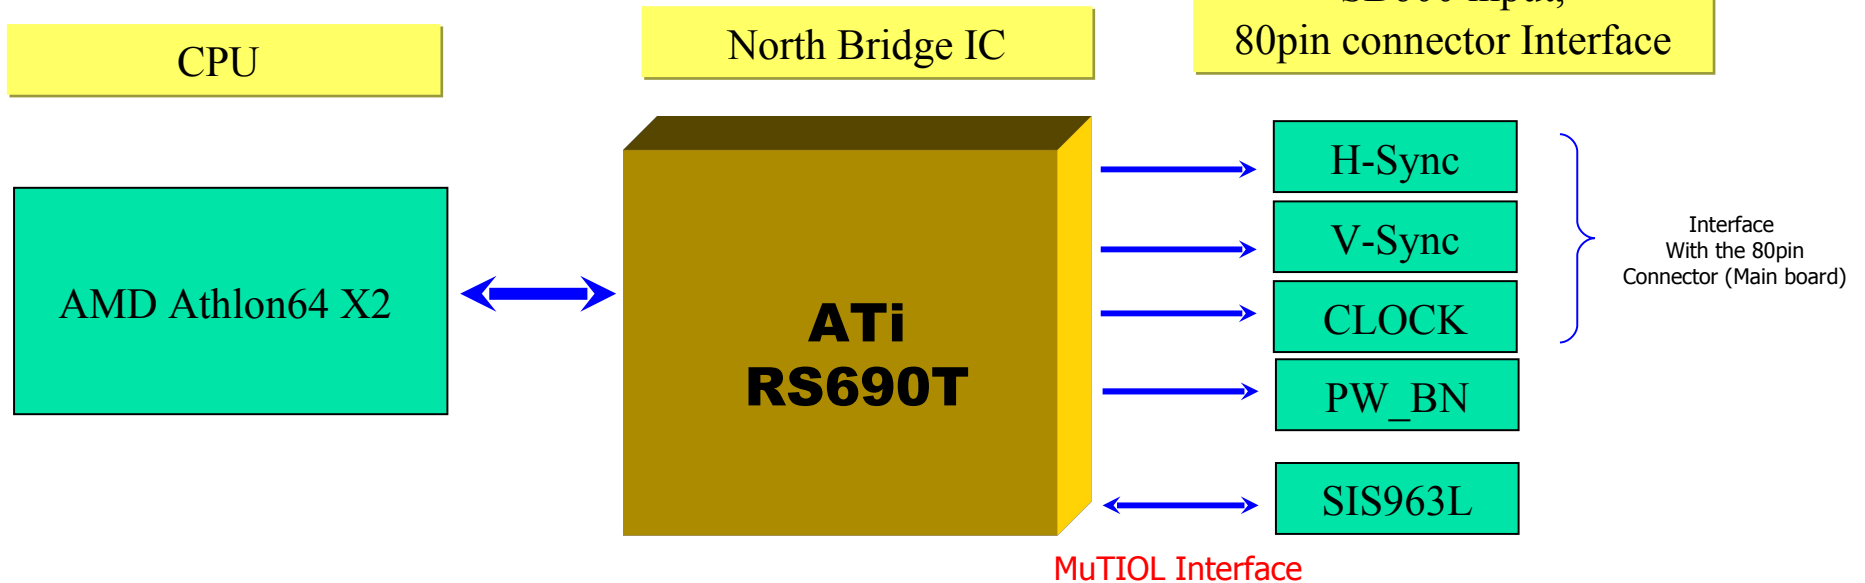 CPU
North Bridge IC
80pin connector Interface
AMD Athlon64 X2
ATi
RS690T
H-Sync
V-Sync
CLOCK
PW_BN
SIS963L
Interface
With the 80pin
Connector (Main board)
MuTIOL Interface